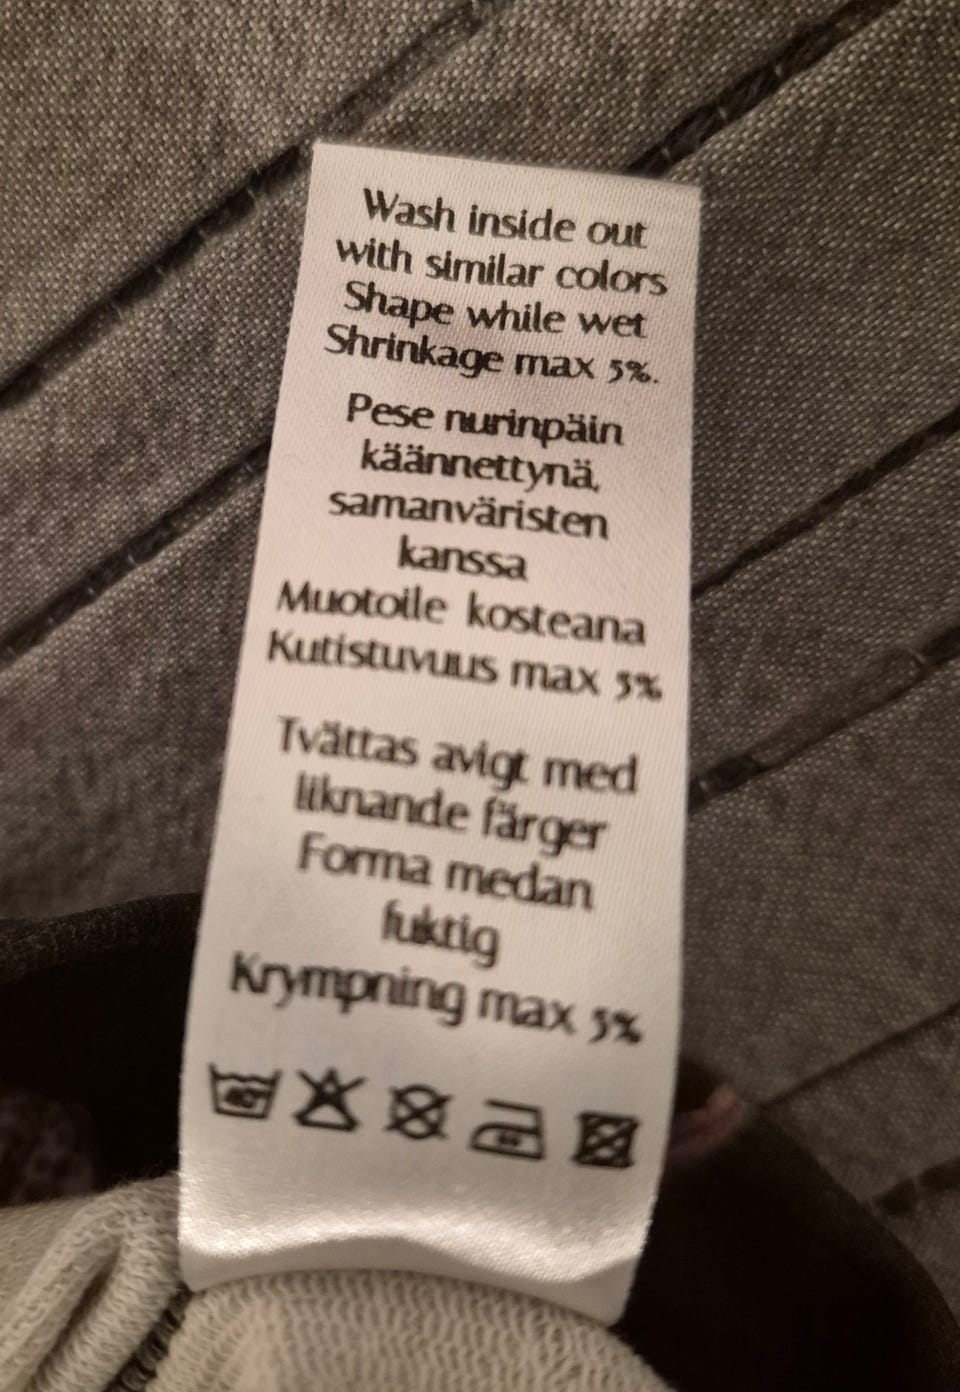 Wash inside out
with similar colors
Shape while wet
Shrinkage max 5%.
Pese nurinpäin
käännettynä,
samanväristen
kanssa
Muotoile kosteana
Kutistuvuus max 5%
Tvättas avigt med
liknande färger
Forma medan
fuktig
Krympning max 5%
40°